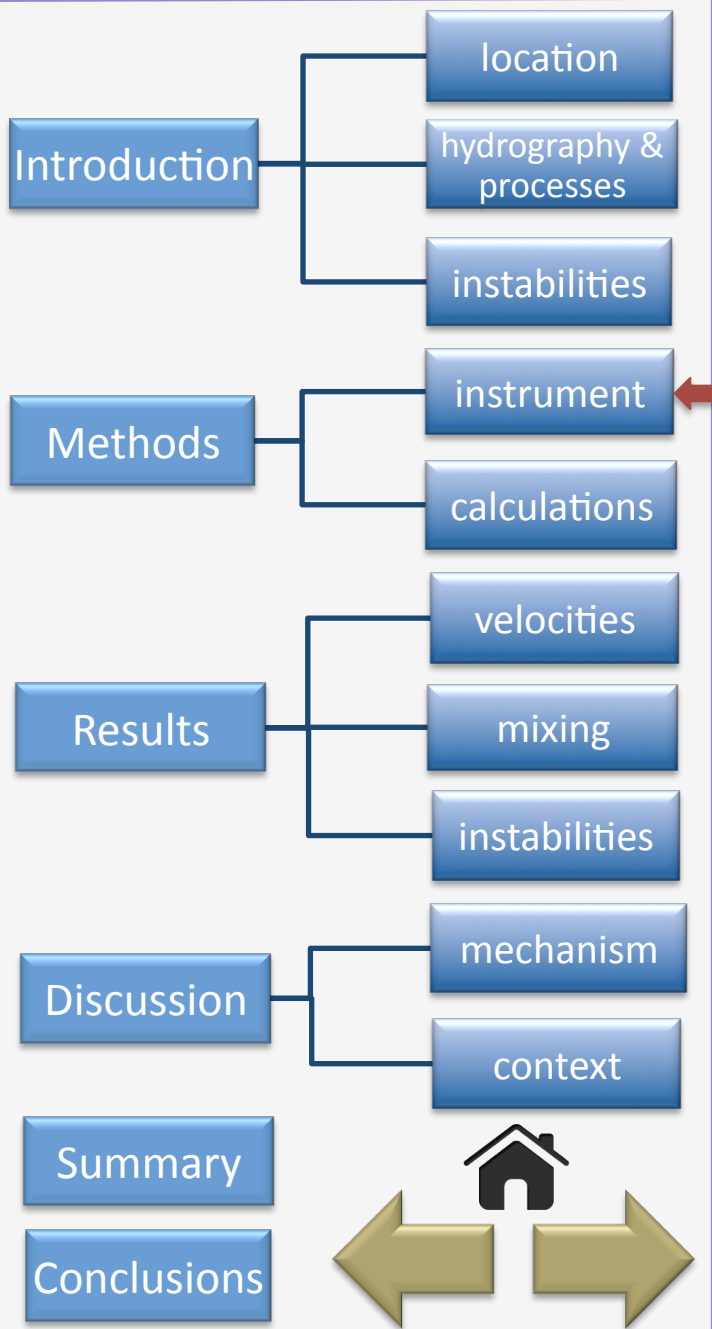 Introduction
location
hydrography &
processes
instabilities
Methods
instrument
calculations
Results
velocities
mixing
instabilities
Discussion
mechanism
context
Summary
Conclusions